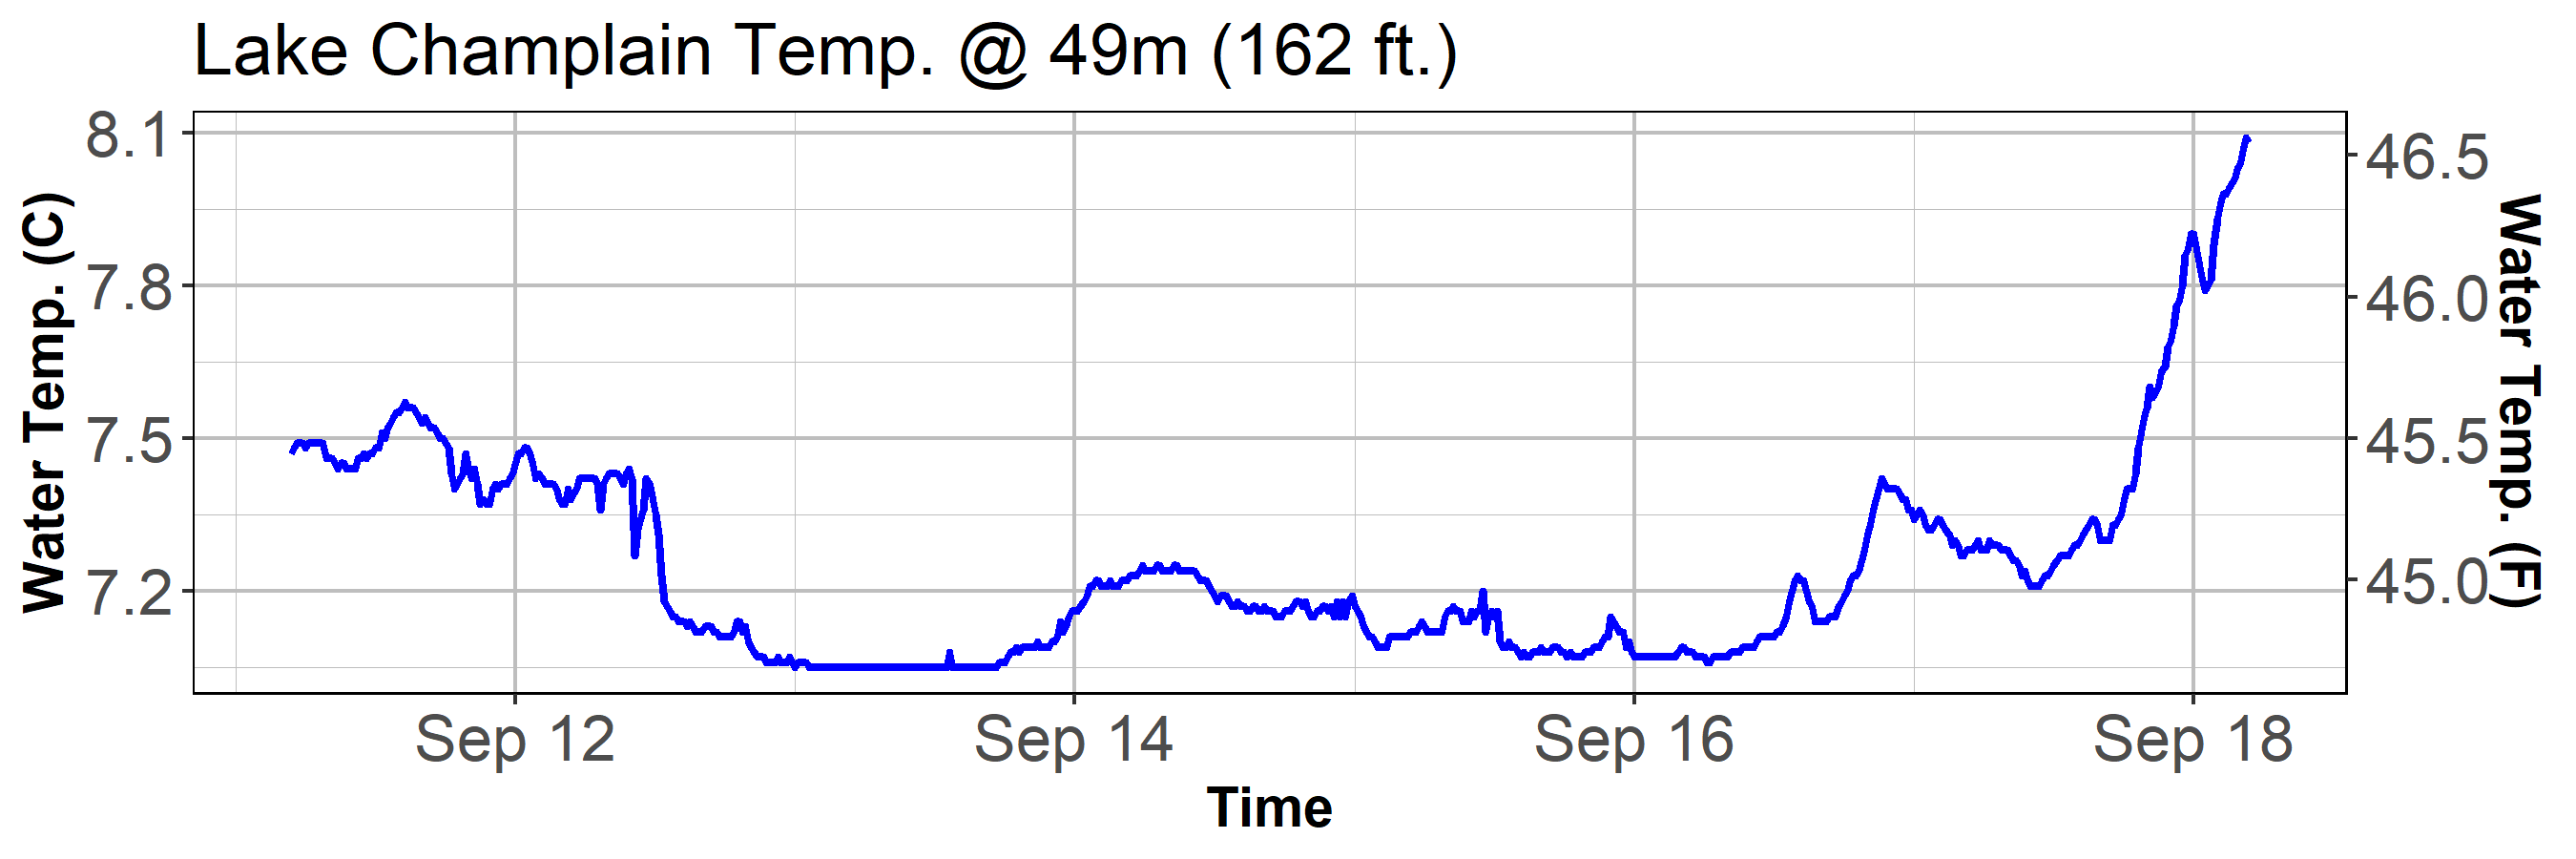 Lake Champlain Temp. @ 49m (162 ft.)
Water Temp. (C)
8.1
7.8
7.5
7.2
46.5
46.0
45.5
45.0
Water Temp. (F)
Sep 12 Sep 14 Sep 16 Sep 18
Time